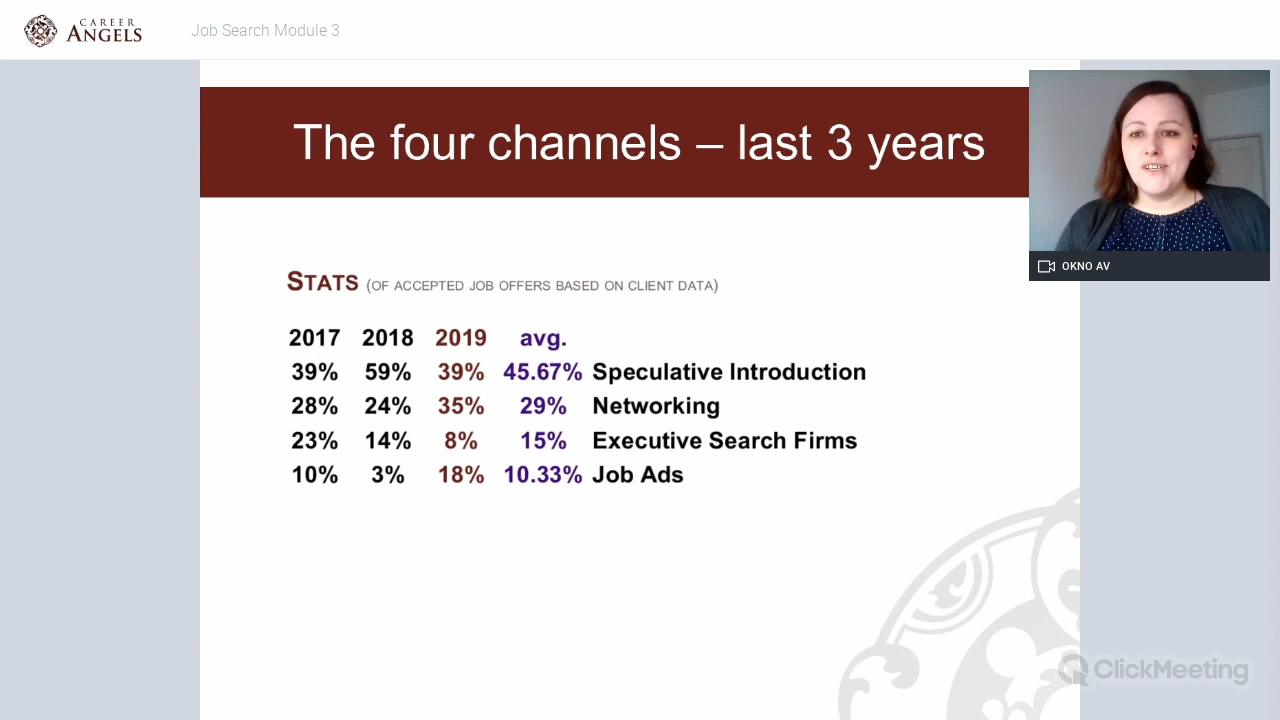 CAREER
ANGELS
Job Search Module 3
The four channels – last 3 years
OKNO AV
STATS (OF ACCEPTED JOB OFFERS BASED ON CLIENT DATA)
2017 2018 2019 avg.
39% 59% 39% 45.67% Speculative Introduction
28% 24% 35% 29% Networking
23% 14% 8% 15% Executive Search Firms
10% 3% 18% 10.33% Job Ads
ClickMeeting